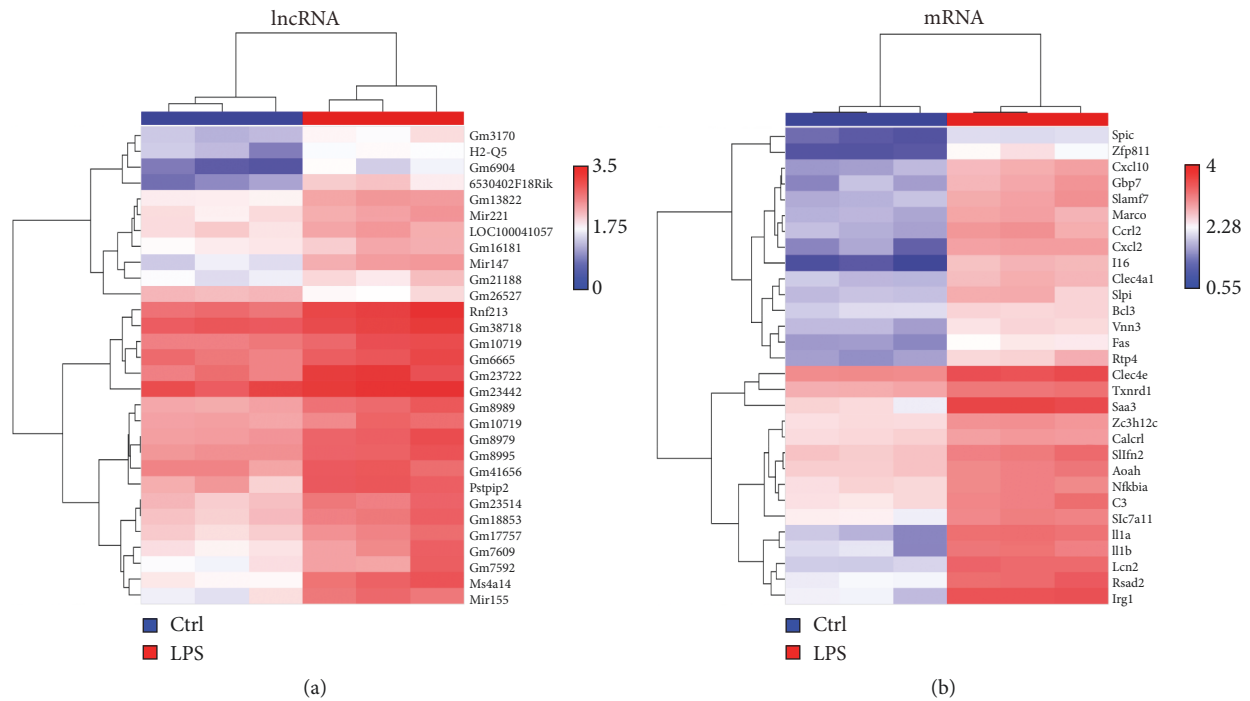 lncRNA
Gm3170
H2-Q5
Gm6904
6530402F18Rik
Gm13822
Mir221
LOC100041057
Gm16181
Mir147
Gm21188
Gm26527
Rnf213
Gm38718
Gm10719
Gm6665
Gm23722
Gm23442
Gm8989
Gm10719
Gm8979
Gm8995
Gm41656
Pstpip2
Gm23514
Gm18853
Gm17757
Gm7609
Gm7592
Ms4a14
Mir155
3.5
1.75
0
Ctrl
LPS
(a)
mRNA
Spic
Zfp811
Cxcl10
Gbp7
Slamf7
Marco
Ccrl2
Cxcl2
I16
Clec4a1
Slpi
Bcl3
Vnn3
Fas
Rtp4
Clec4e
Txnrd1
Saa3
Zc3h12c
Calcrl
SlIfn2
Aoah
Nfkbia
C3
SIc7a11
Il1a
Il1b
Lcn2
Rsad2
Irg1
4
2.28
0.55
Ctrl
LPS
(b)